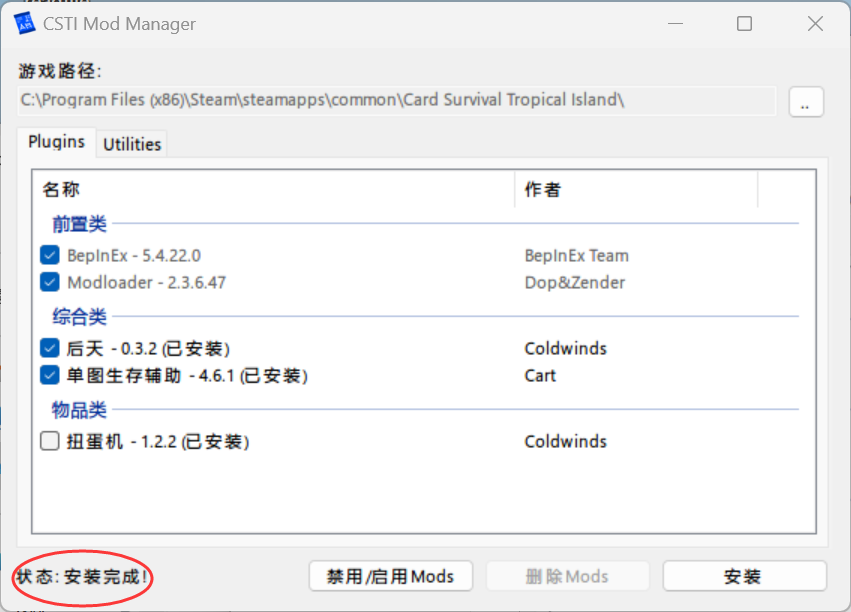 CSTI Mod Manager
游戏路径:
C:\Program Files (x86)\Steam\steamapps\common\Card Survival Tropical Island\
..
Plugins Utilities
名称 作者
前置类
BepInEx - 5.4.22.0 BepInEx Team
Modloader - 2.3.6.47 Dop&Zender
综合类
后天 - 0.3.2 (已安装) Coldwinds
单图生存辅助 - 4.6.1 (已安装) Cart
物品类
扭蛋机 - 1.2.2 (已安装) Coldwinds
状态: 安装完成! 禁用/启用Mods 删除Mods 安装